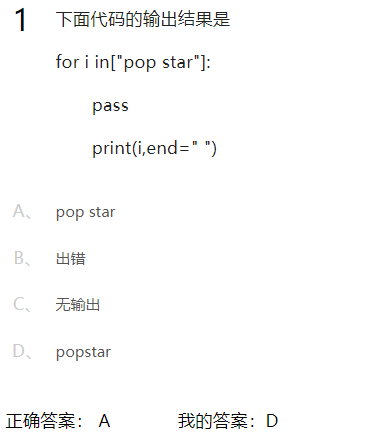 1 下面代码的输出结果是
for i in["pop star"]:
pass
print(i,end=" ")
A、 pop star
B、 出错
C、 无输出
D、 popstar
正确答案： A 我的答案：D